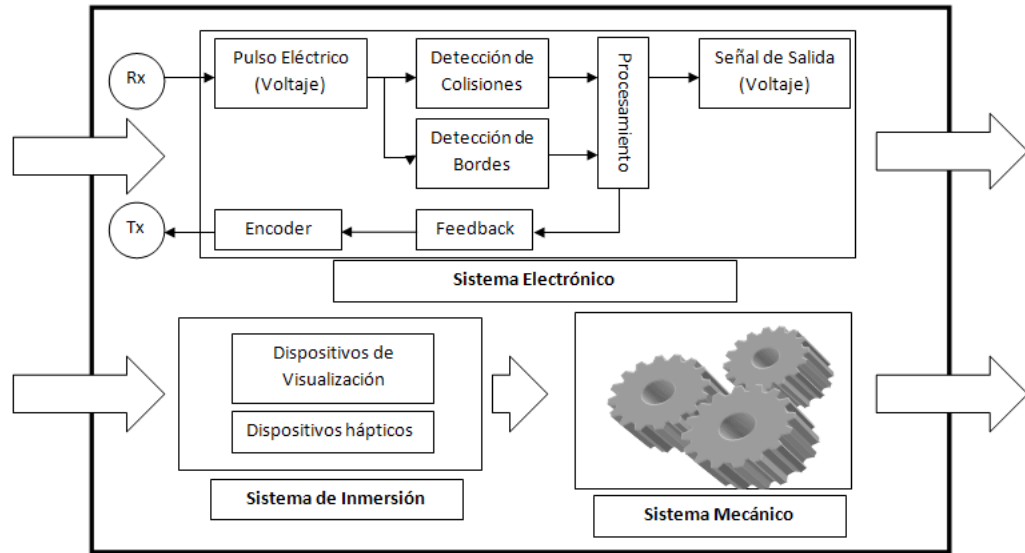 Rx
Pulso Eléctrico
(Voltaje)
Detección de
Colisiones
Procesamiento
Señal de Salida
(Voltaje)
Detección de
Bordes
Tx
Encoder
Feedback
Sistema Electrónico
Dispositivos de
Visualización
Dispositivos hápticos
Sistema de Inmersión
Sistema Mecánico